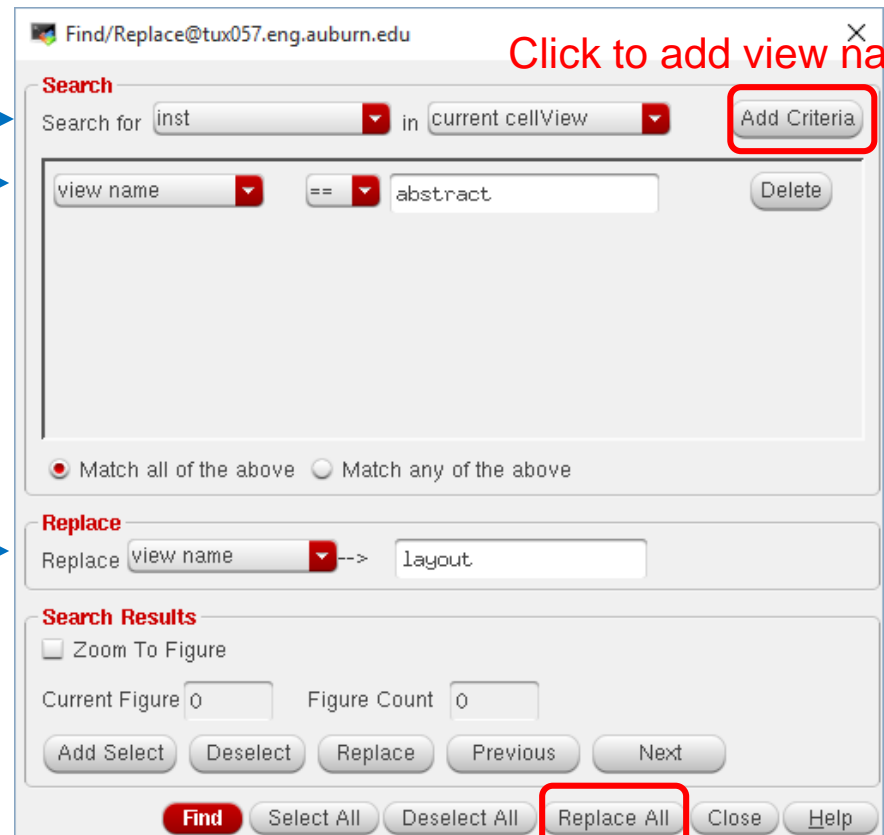 Find/Replace@tux057.eng.auburn.edu
Click to add view na
Search
Search for inst in current cellView Add Criteria
view name == abstract Delete
Match all of the above Match any of the above
Replace
Replace view name --> layout
Search Results
Zoom To Figure
Current Figure 0 Figure Count 0
Add Select Deselect Replace Previous Next
Find Select All Deselect All Replace All Close Help